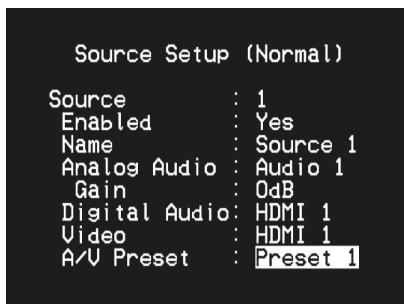 Source Setup (Normal)
Source : 1
Enabled : Yes
Name : Source 1
Analog Audio : Audio 1
Gain : 0dB
Digital Audio: HDMI 1
Video : HDMI 1
A/V Preset : Preset 1